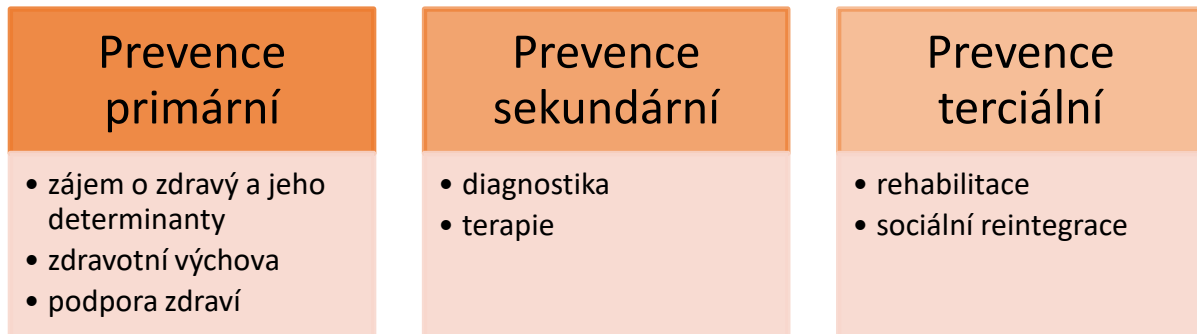 Prevence
primární
• zájem o zdravý a jeho
determinanty
• zdravotní výchova
• podpora zdraví
Prevence
sekundární
• diagnostika
• terapie
Prevence
terciální
• rehabilitace
• sociální reintegrace